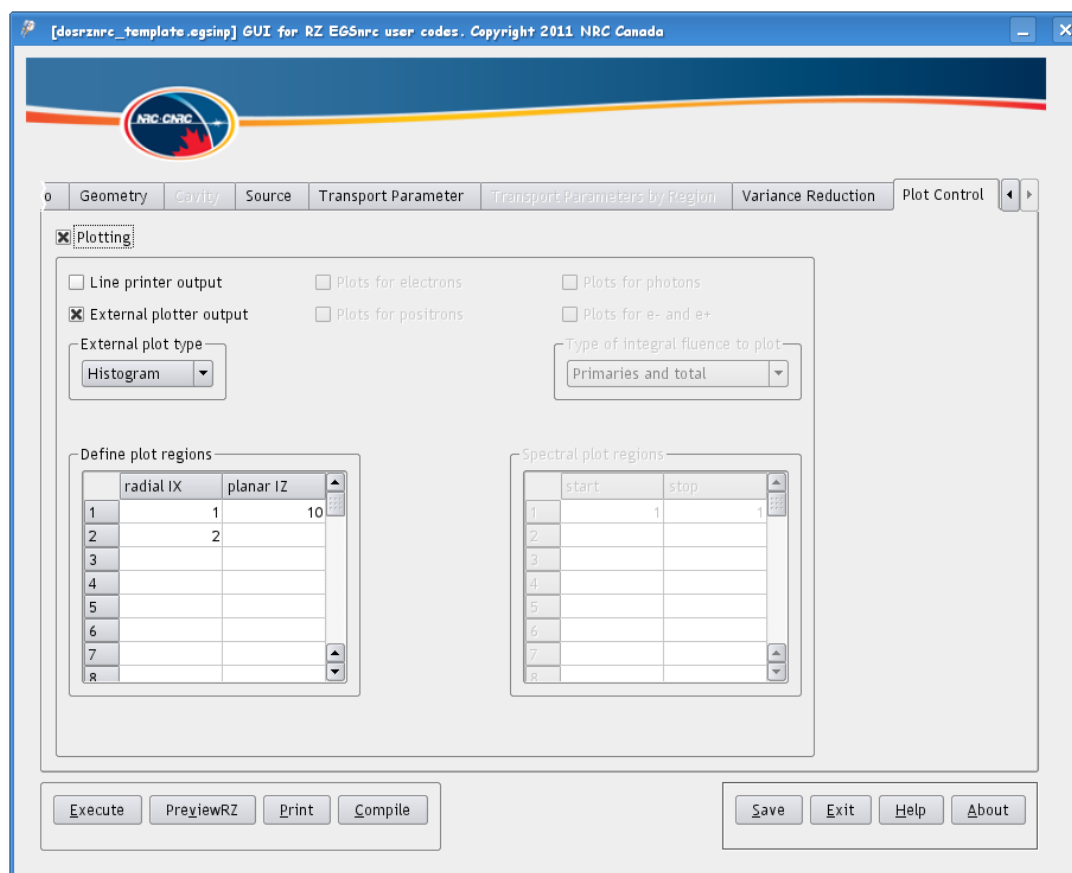 [dosrznrc_template.egsinp] GUI for RZ EGSnrc user codes. Copyright 2011 NRC Canada
NRC·CNRC
o Geometry Cavity Source Transport Parameter Transport Parameters by Region Variance Reduction Plot Control
Plotting
Line printer output Plots for electrons Plots for photons
External plotter output Plots for positrons Plots for e- and e+
External plot type Type of integral fluence to plot
Histogram Primaries and total
Define plot regions Spectral plot regions
radial IX planar IZ start stop
1 1 10 1 1 1
2 2 2
3 3
4 4
5 5
6 6
7 7
8 8
Execute PreviewRZ Print Compile Save Exit Help About